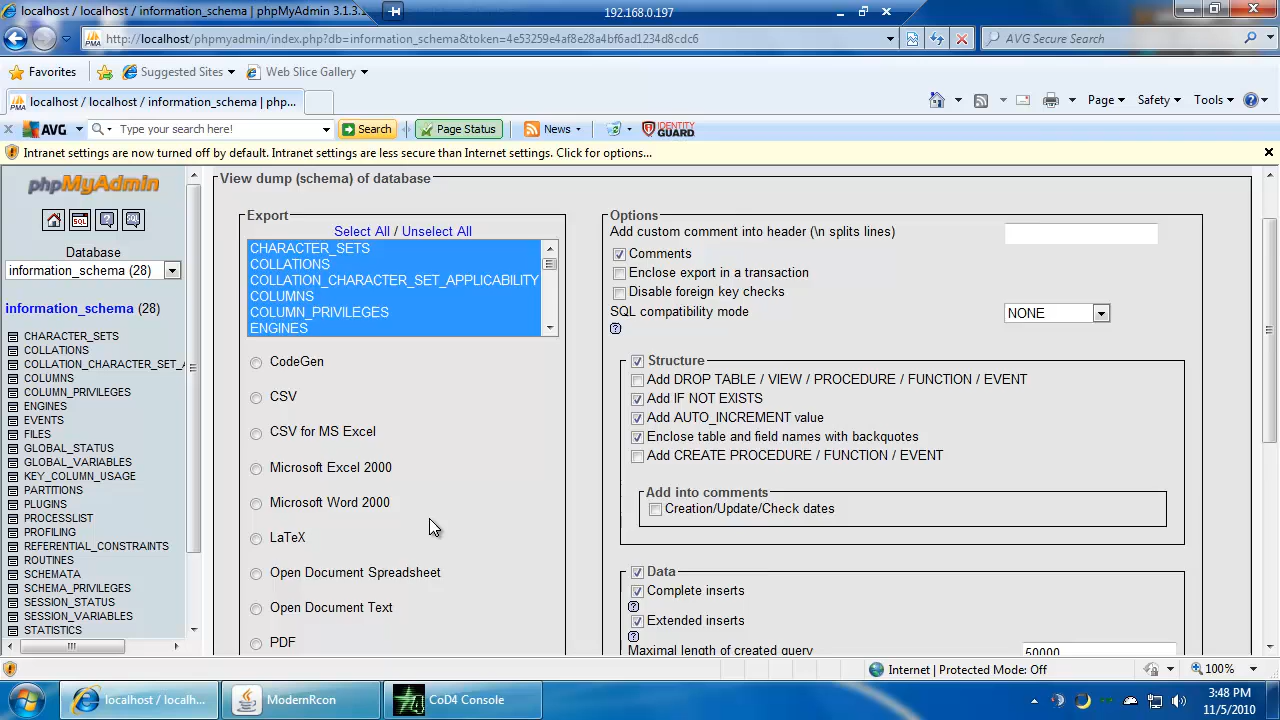 localhost / localhost / information_schema | phpMyAdmin 3.1.3.1
192.168.0.197
http://localhost/phpmyadmin/index.php?db=information_schema&token=4e53259e4af8e28a4bf6ad1234d8cdc6
AVG Secure Search
Favorites
Suggested Sites
Web Slice Gallery
PMA
localhost / localhost / information_schema | php...
Page
Safety
Tools
AVG
Type your search here!
Search
Page Status
News
IDENTITY GUARD
Intranet settings are now turned off by default. Intranet settings are less secure than Internet settings. Click for options...
phpMyAdmin
SQL
Database
information_schema (28)
information_schema (28)
CHARACTER_SETS
COLLATIONS
COLLATION_CHARACTER_SET_A
COLUMNS
COLUMN_PRIVILEGES
ENGINES
EVENTS
FILES
GLOBAL_STATUS
GLOBAL_VARIABLES
KEY_COLUMN_USAGE
PARTITIONS
PLUGINS
PROCESSLIST
PROFILING
REFERENTIAL_CONSTRAINTS
ROUTINES
SCHEMATA
SCHEMA_PRIVILEGES
SESSION_STATUS
SESSION_VARIABLES
STATISTICS
View dump (schema) of database
Export
Select All / Unselect All
CHARACTER_SETS
COLLATIONS
COLLATION_CHARACTER_SET_APPLICABILITY
COLUMNS
COLUMN_PRIVILEGES
ENGINES
CodeGen
CSV
CSV for MS Excel
Microsoft Excel 2000
Microsoft Word 2000
LaTeX
Open Document Spreadsheet
Open Document Text
PDF
Options
Add custom comment into header (\n splits lines)
Comments
Enclose export in a transaction
Disable foreign key checks
SQL compatibility mode
NONE
Structure
Add DROP TABLE / VIEW / PROCEDURE / FUNCTION / EVENT
Add IF NOT EXISTS
Add AUTO_INCREMENT value
Enclose table and field names with backquotes
Add CREATE PROCEDURE / FUNCTION / EVENT
Add into comments
Creation/Update/Check dates
Data
Complete inserts
Extended inserts
Maximal length of created query
50000
Internet | Protected Mode: Off
100%
localhost / localh...
ModernRcon
CoD4 Console
3:48 PM
11/5/2010